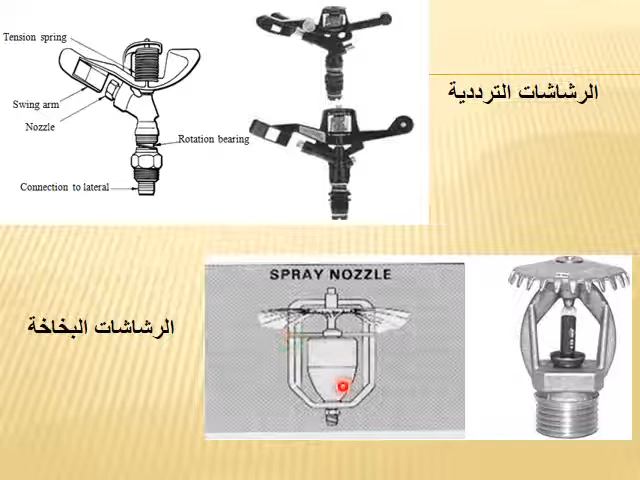 Tension spring
Swing arm
Nozzle
Rotation bearing
Connection to lateral
الرشاشات الترددية
SPRAY NOZZLE
الرشاشات البخاخة